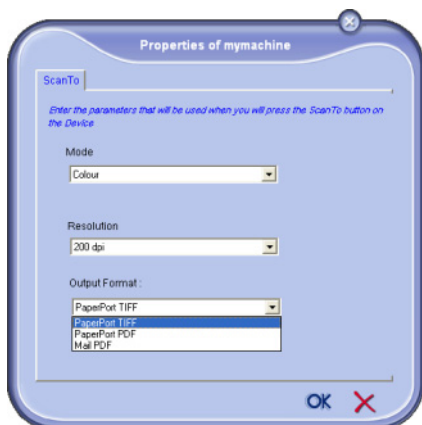 Properties of mymachine
ScanTo
Enter the parameters that will be used when you will press the ScanTo button on
the Device
Mode
Colour
Resolution
200 dpi
Output Format :
PaperPort TIFF
PaperPort TIFF
PaperPort PDF
Mail PDF
OK